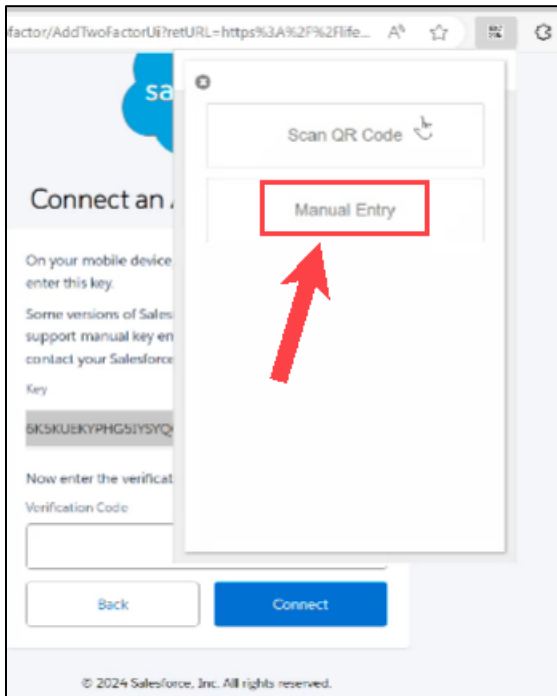 factor/AddTwoFactorUi?retURL=https%3A%2F%2Flife...
sa
Scan QR Code
Manual Entry
Connect an
On your mobile device
enter this key.
Some versions of Sales
support manual key en
contact your Salesforce
Key
6K5KUEKYPHG5IYSYQ
Now enter the verificat
Verification Code
Back
Connect
© 2024 Salesforce, Inc. All rights reserved.